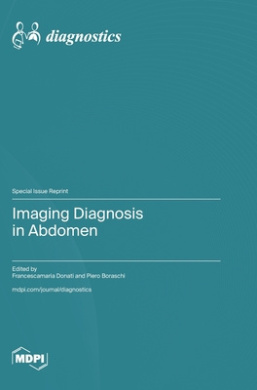 diagnostics
Special Issue Reprint
Imaging Diagnosis
in Abdomen
Edited by
Francescamaria Donati and Piero Boraschi
mdpi.com/journal/diagnostics
MDPI